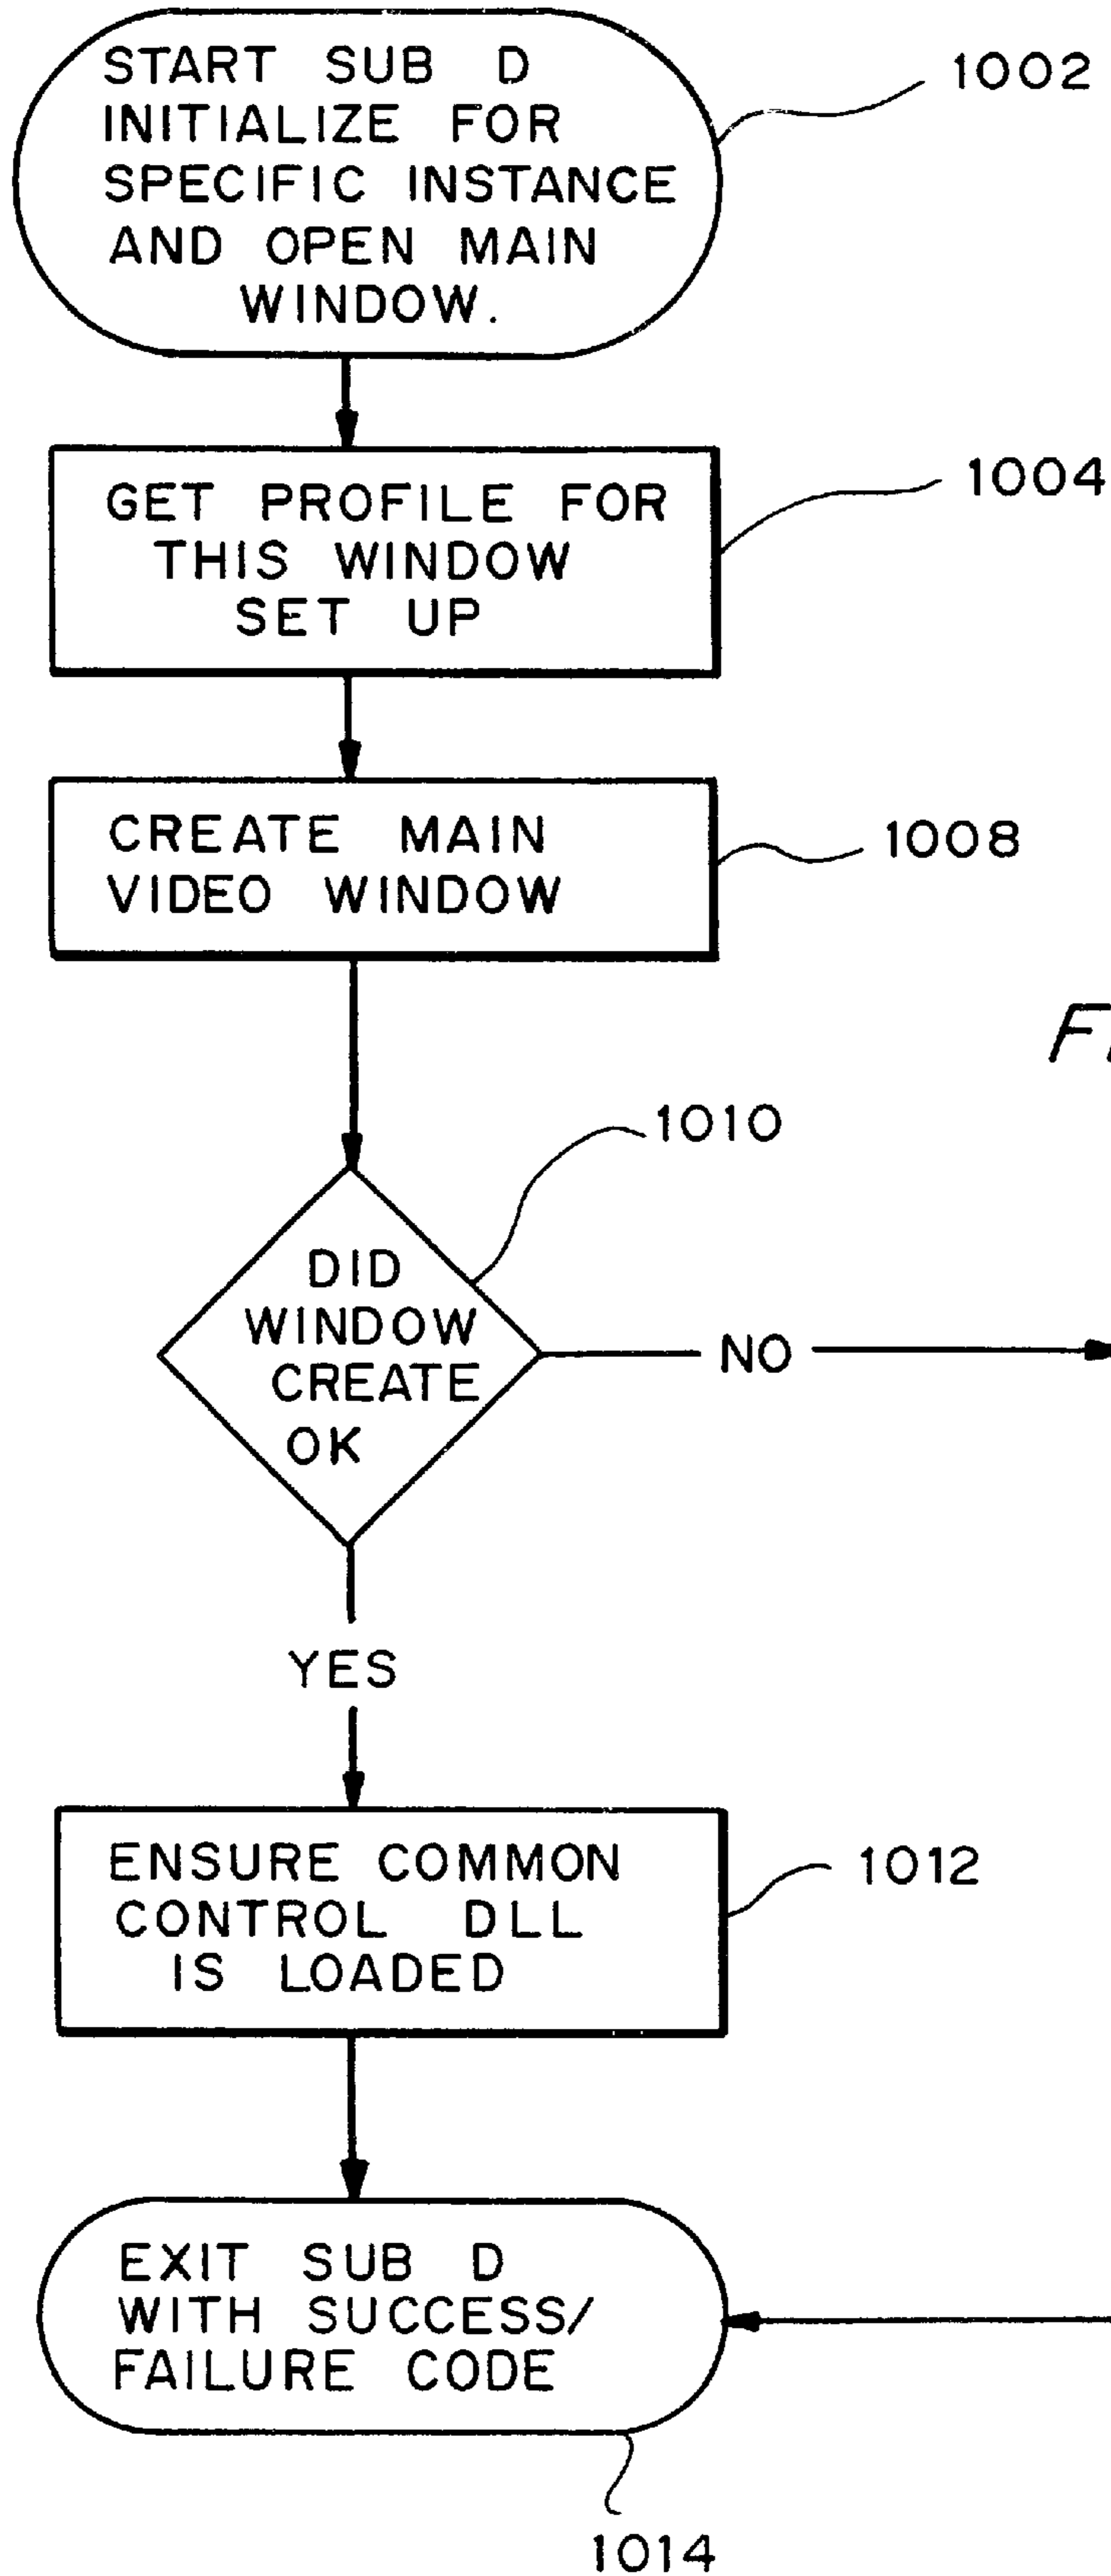 START SUB D
INITIALIZE FOR
SPECIFIC INSTANCE
AND OPEN MAIN
WINDOW.
1002
GET PROFILE FOR
THIS WINDOW
SET UP
1004
CREATE MAIN
VIDEO WINDOW
1008
1010
DID
WINDOW
CREATE
OK
NO
YES
ENSURE COMMON
CONTROL DLL
IS LOADED
1012
EXIT SUB D
WITH SUCCESS/
FAILURE CODE
1014